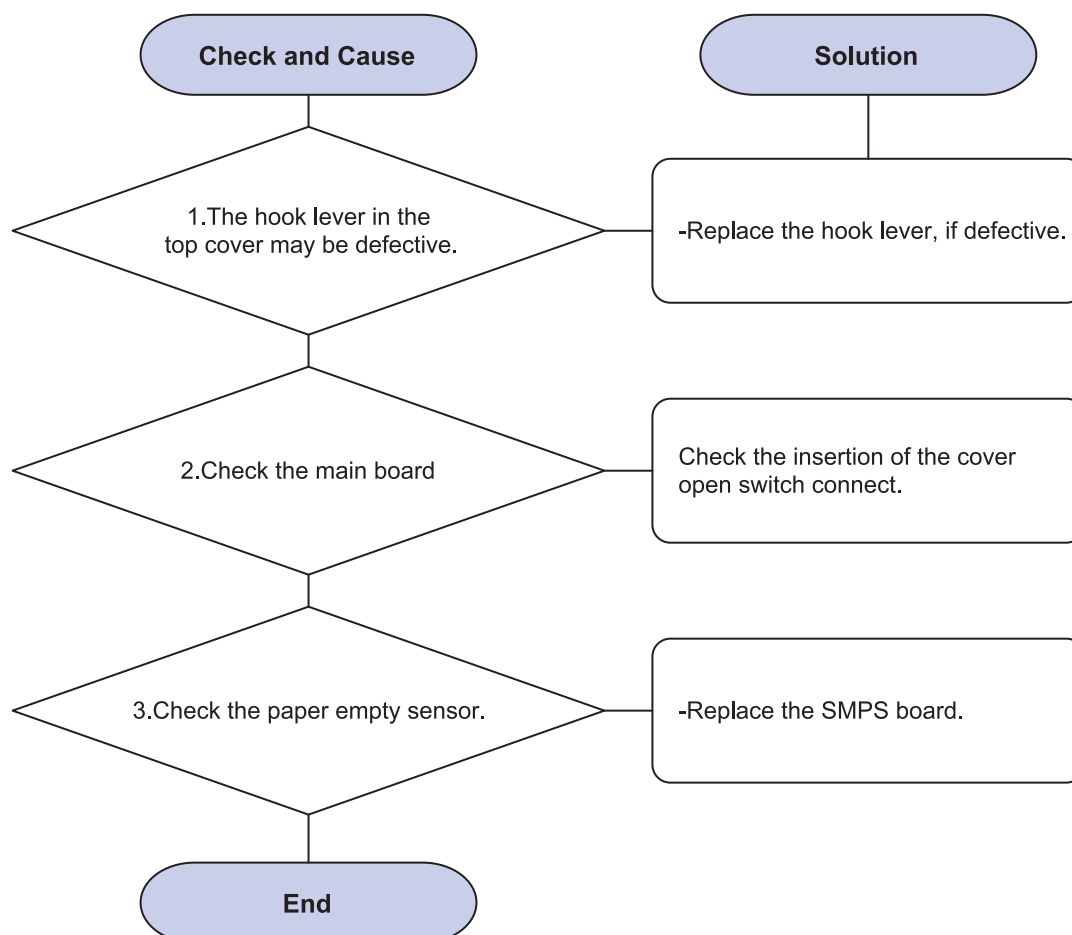 Check and Cause
Solution
1.The hook lever in the
top cover may be defective.
-Replace the hook lever, if defective.
2.Check the main board
Check the insertion of the cover
open switch connect.
3.Check the paper empty sensor.
-Replace the SMPS board.
End